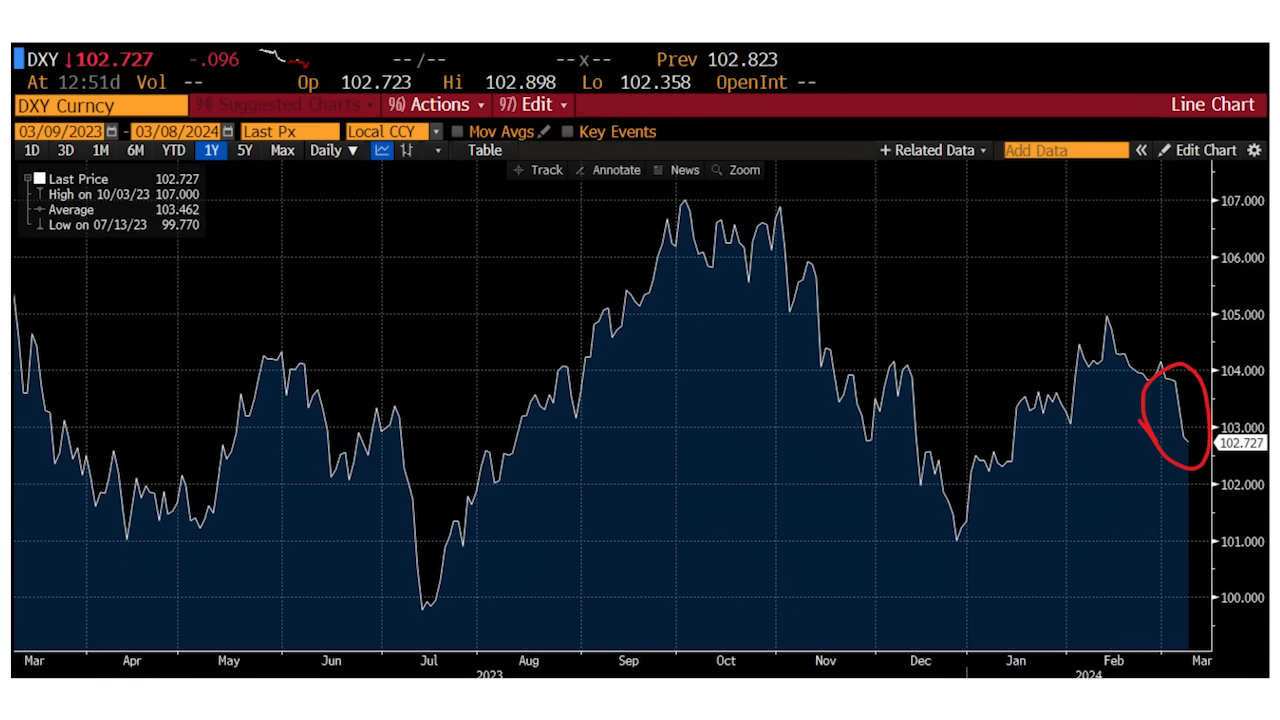 DXY ↓102.727 -.096 -- /-- --x-- Prev 102.823
At 12:51d Vol -- Op 102.723 Hi 102.898 Lo 102.358 OpenInt --
DXY Curncy 94) Suggested Charts 96) Actions 97) Edit Line Chart
03/09/2023 - 03/08/2024 Last Px Local CCY Mov Avgs Key Events
1D 3D 1M 6M YTD 1Y 5Y Max Daily ▼ Table + Related Data Add Data « Edit Chart
Track Annotate News Zoom
Last Price 102.727
High on 10/03/23 107.000
Average 103.462
Low on 07/13/23 99.770
107.000
106.000
105.000
104.000
103.000
102.727
102.000
101.000
100.000
Mar Apr May Jun Jul Aug Sep Oct Nov Dec Jan Feb Mar
2023 2024